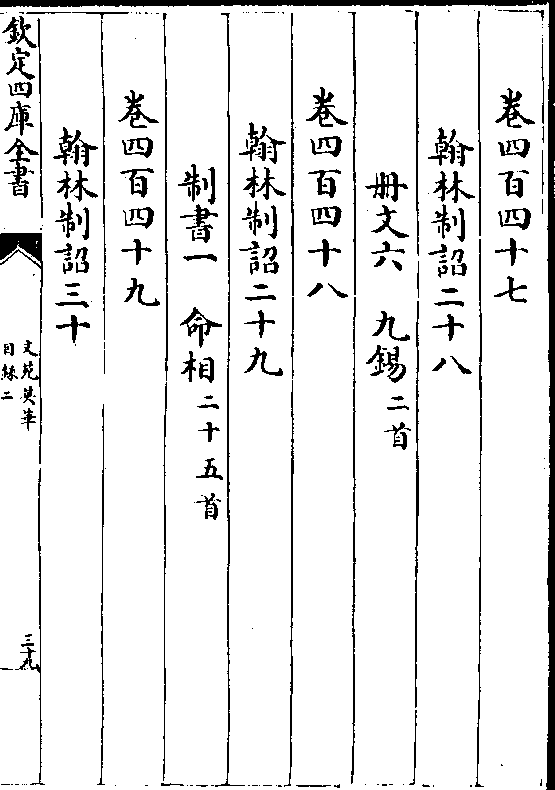 卷四百四十七
翰林制詔二十八
冊文六　九錫二首
卷四百四十八
翰林制詔二十九
制書一　命相二十五首
卷四百四十九
翰林制詔三十
欽定四庫全書
文苑英華
目錄二
三十九